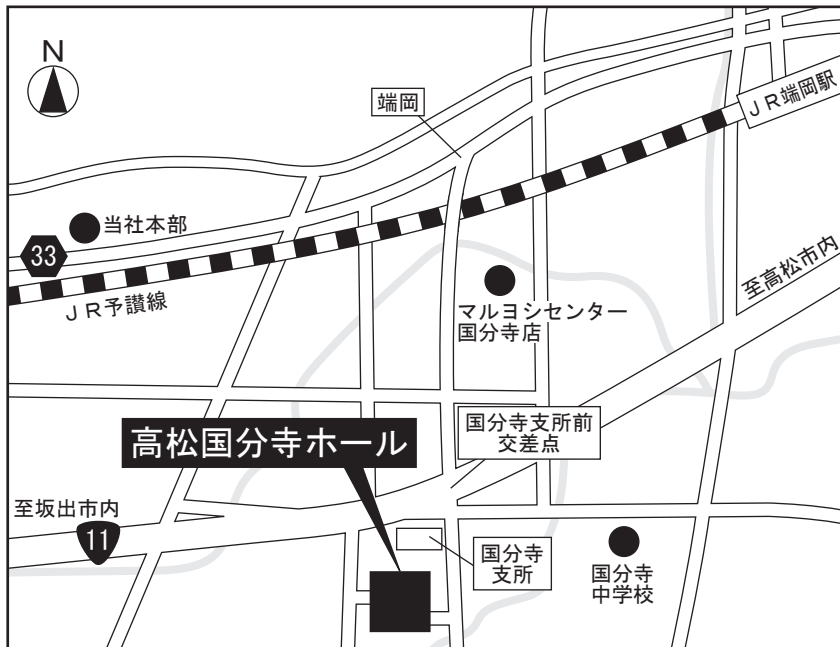 N
端岡
JR端岡駅
当社本部
33
JR予讃線
マルヨシセンター
国分寺店
至高松市内
国分寺支所前
交差点
高松国分寺ホール
至坂出市内
11
国分寺
支所
国分寺
中学校